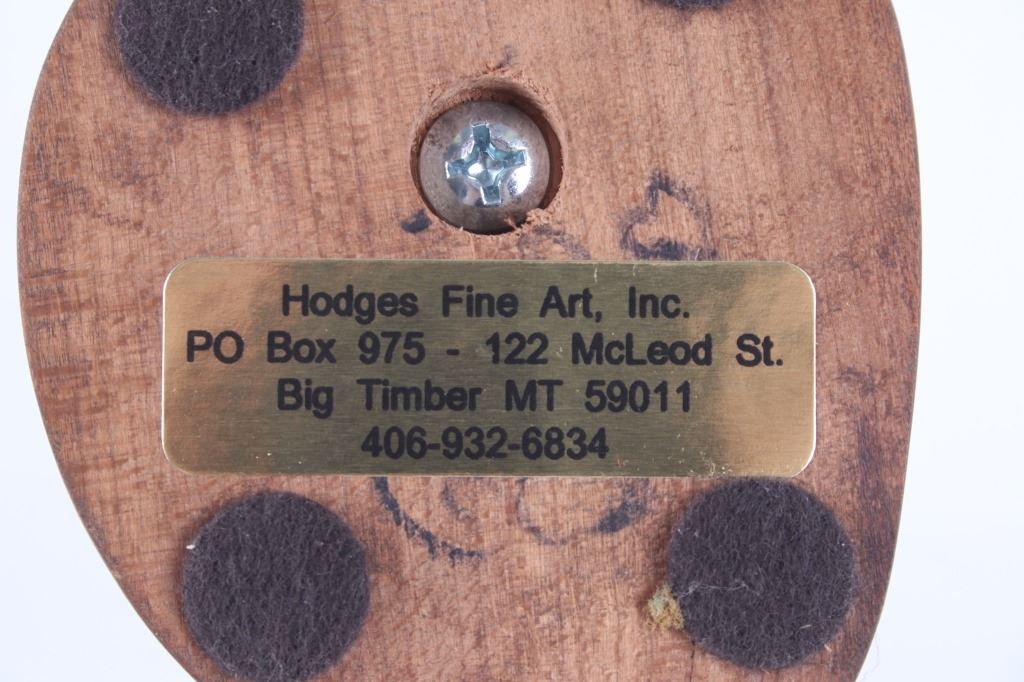 Hodges Fine Art, Inc.
PO Box 975 - 122 McLeod St.
Big Timber MT 59011
406-932-6834